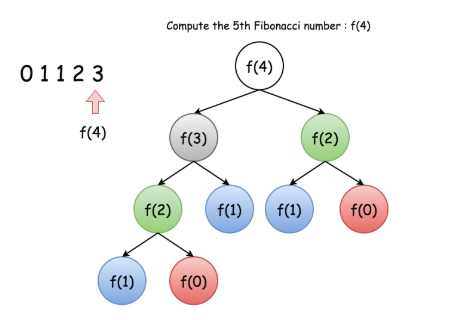 Compute the 5th Fibonacci number : f(4)
0 1 1 2 3
f(4)
f(4)
f(3)
f(2)
f(2)
f(1)
f(1)
f(0)
f(1)
f(0)